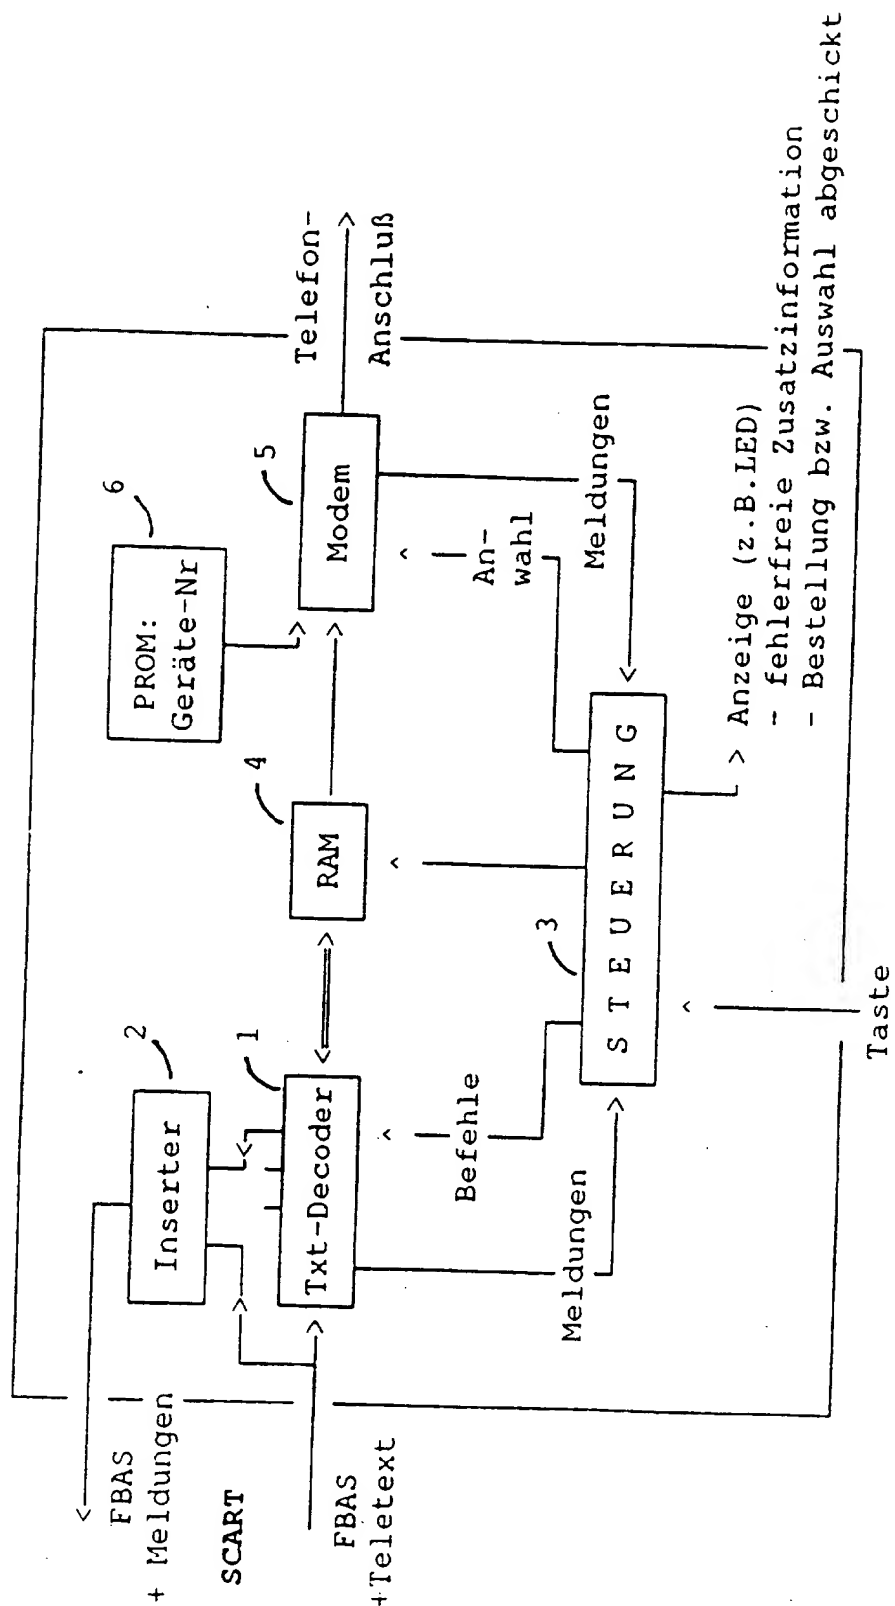 FBAS
+ Meldungen
SCART
FBAS
+Teletext
Inserter
2
Txt-Decoder
1
RAM
4
PROM:
Geräte-Nr
6
Modem
5
Telefon-
Anschluß
Meldungen
Befehle
An-
wahl
Meldungen
STEUERUNG
3
Taste
Anzeige (z.B.LED)
- fehlerfreie Zusatzinformation
- Bestellung bzw. Auswahl abgeschickt